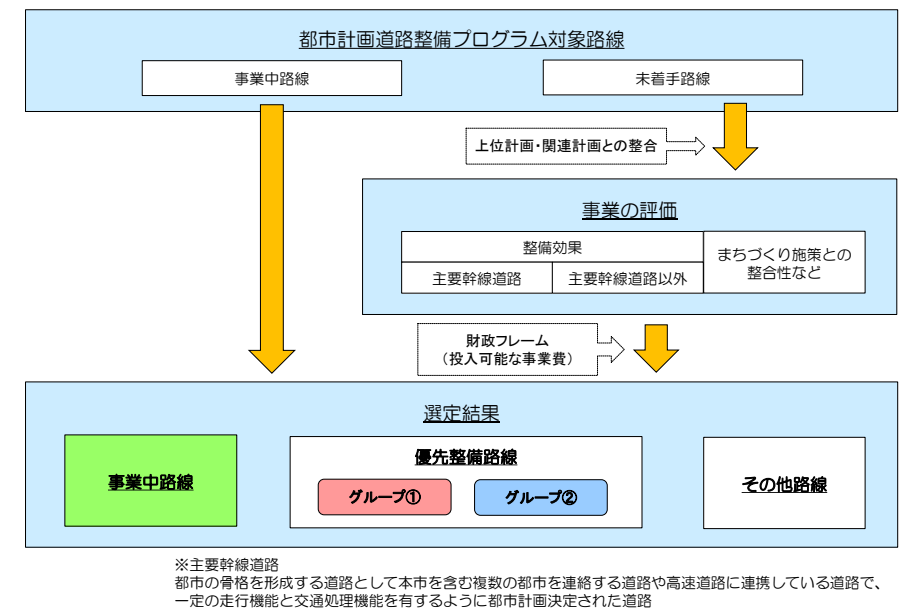 都市計画道路整備プログラム対象路線
事業中路線
未着手路線
上位計画・関連計画との整合
事業の評価
整備効果
主要幹線道路
主要幹線道路以外
まちづくり施策との
整合性など
財政フレーム
（投入可能な事業費）
選定結果
事業中路線
優先整備路線
グループ①
グループ②
その他路線
※主要幹線道路
都市の骨格を形成する道路として本市を含む複数の都市を連絡する道路や高速道路に連携している道路で、
一定の走行機能と交通処理機能を有するように都市計画決定された道路